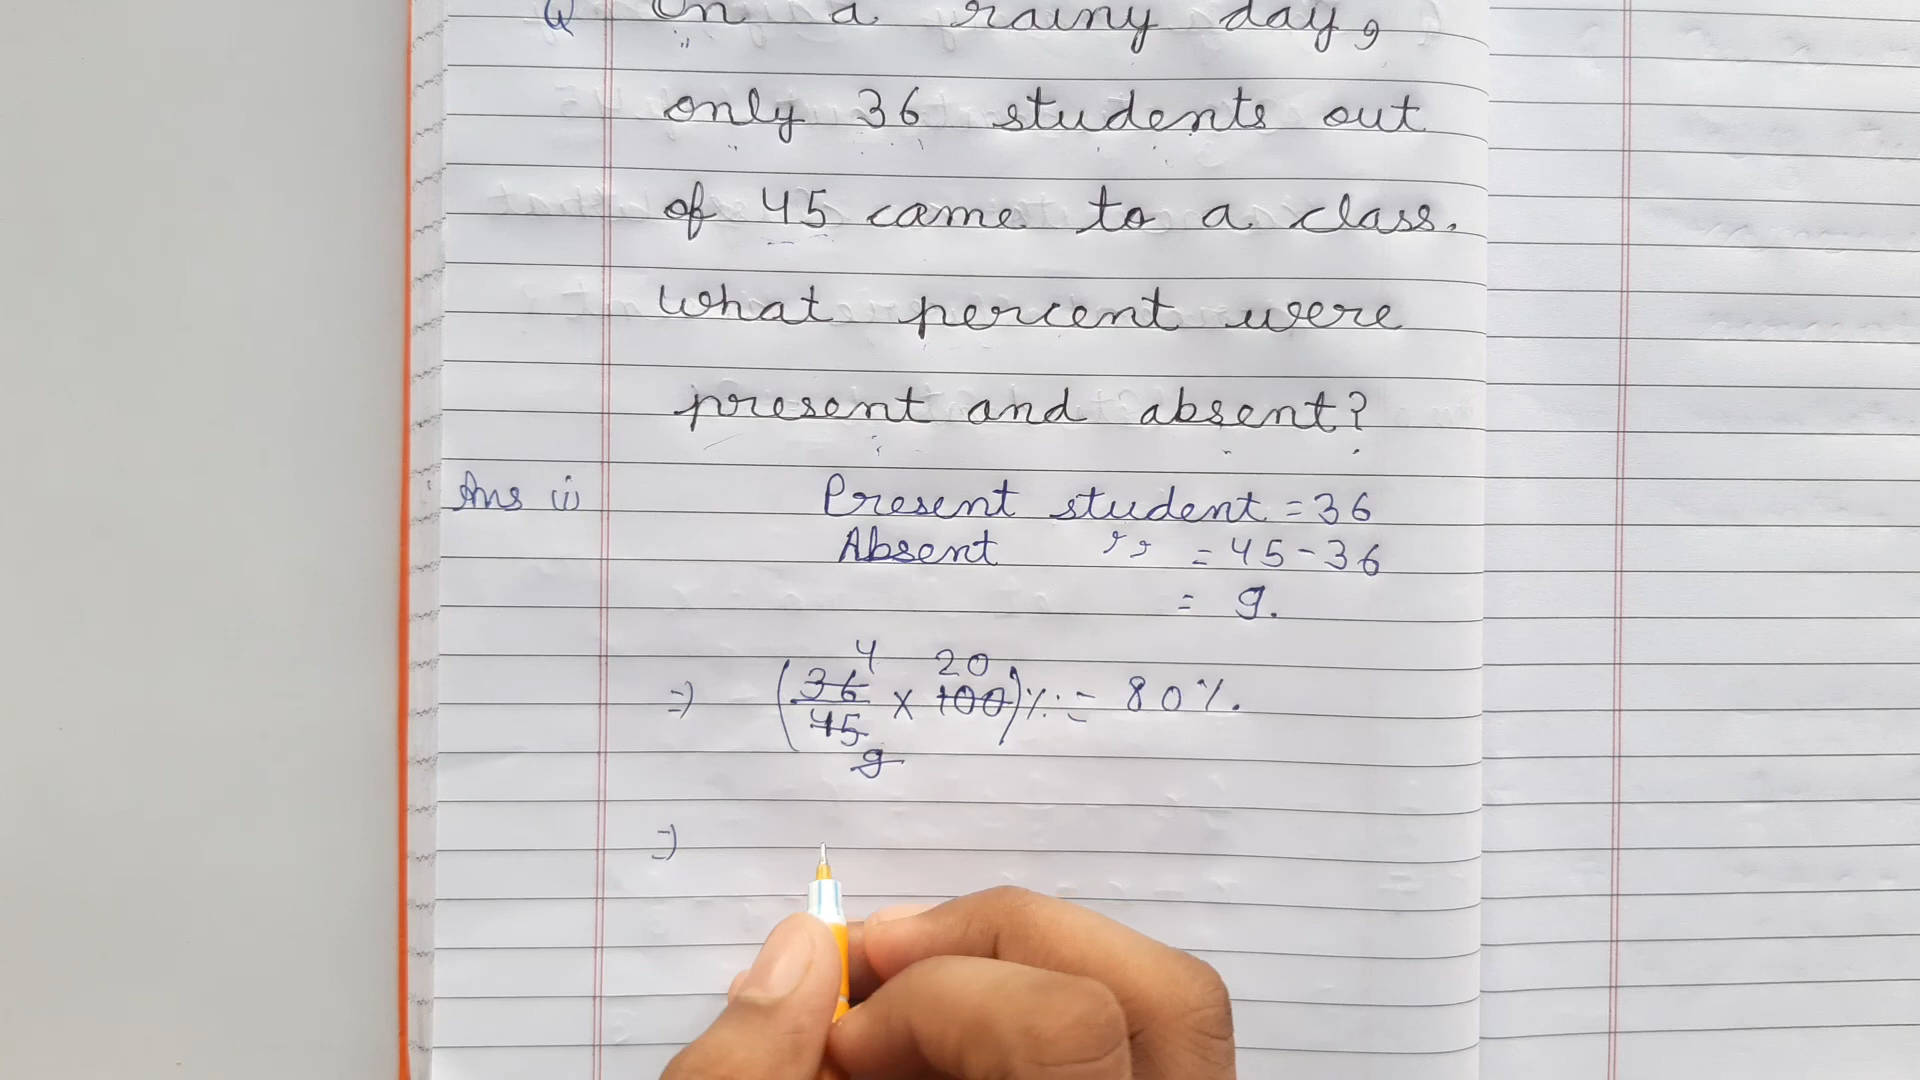 Q On a rainy day,
only 36 students out
of 45 came to a class.
What percent were
present and absent?
Ans (i) Present student = 36
Absent ,, = 45 - 36
= 9.
4 20
=) (36/45 × 100)% = 80%.
9
=)